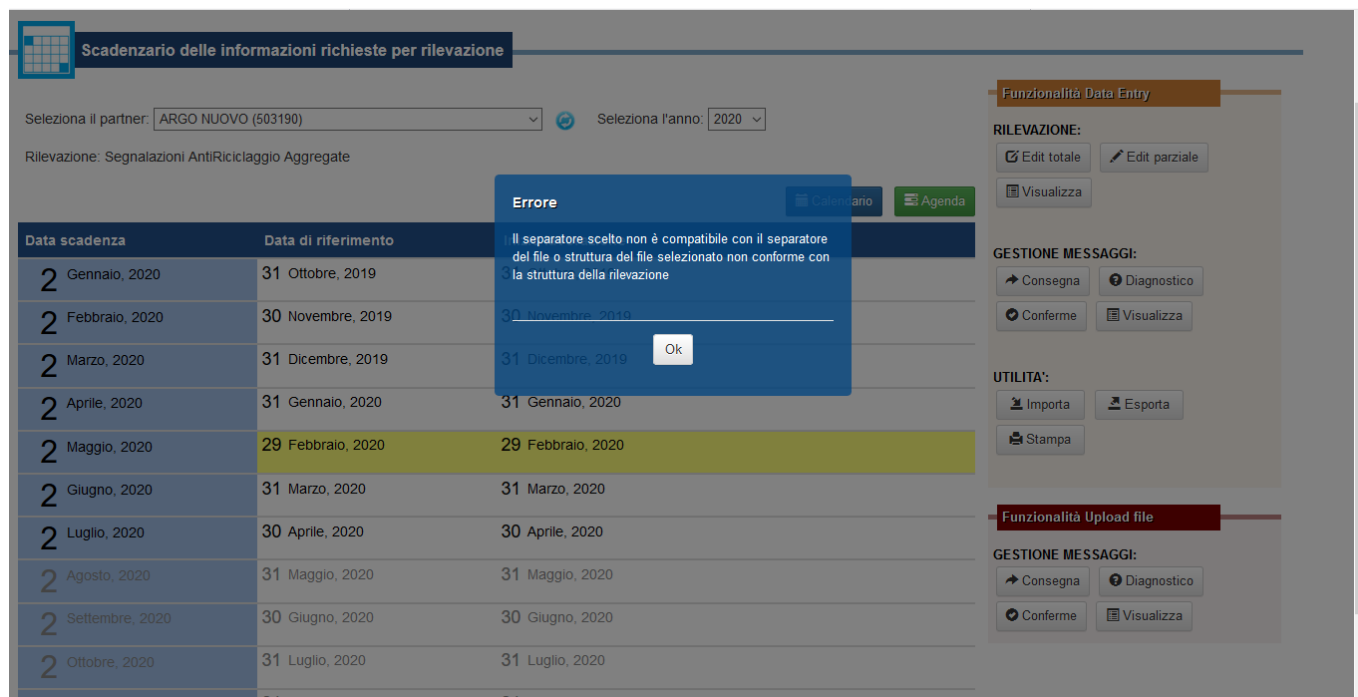 Scadenzario delle informazioni richieste per rilevazione
Seleziona il partner: ARGO NUOVO (503190) Seleziona l'anno: 2020
Rilevazione: Segnalazioni AntiRiciclaggio Aggregate
Calendario Agenda
Data scadenza Data di riferimento
2 Gennaio, 2020 31 Ottobre, 2019
2 Febbraio, 2020 30 Novembre, 2019 30 Novembre, 2019
2 Marzo, 2020 31 Dicembre, 2019 31 Dicembre, 2019
2 Aprile, 2020 31 Gennaio, 2020 31 Gennaio, 2020
2 Maggio, 2020 29 Febbraio, 2020 29 Febbraio, 2020
2 Giugno, 2020 31 Marzo, 2020 31 Marzo, 2020
2 Luglio, 2020 30 Aprile, 2020 30 Aprile, 2020
2 Agosto, 2020 31 Maggio, 2020 31 Maggio, 2020
2 Settembre, 2020 30 Giugno, 2020 30 Giugno, 2020
2 Ottobre, 2020 31 Luglio, 2020 31 Luglio, 2020
Errore
Il separatore scelto non è compatibile con il separatore
del file o struttura del file selezionato non conforme con
la struttura della rilevazione
Ok
Funzionalità Data Entry
RILEVAZIONE:
Edit totale Edit parziale
Visualizza
GESTIONE MESSAGGI:
Consegna Diagnostico
Conferme Visualizza
UTILITA':
Importa Esporta
Stampa
Funzionalità Upload file
GESTIONE MESSAGGI:
Consegna Diagnostico
Conferme Visualizza